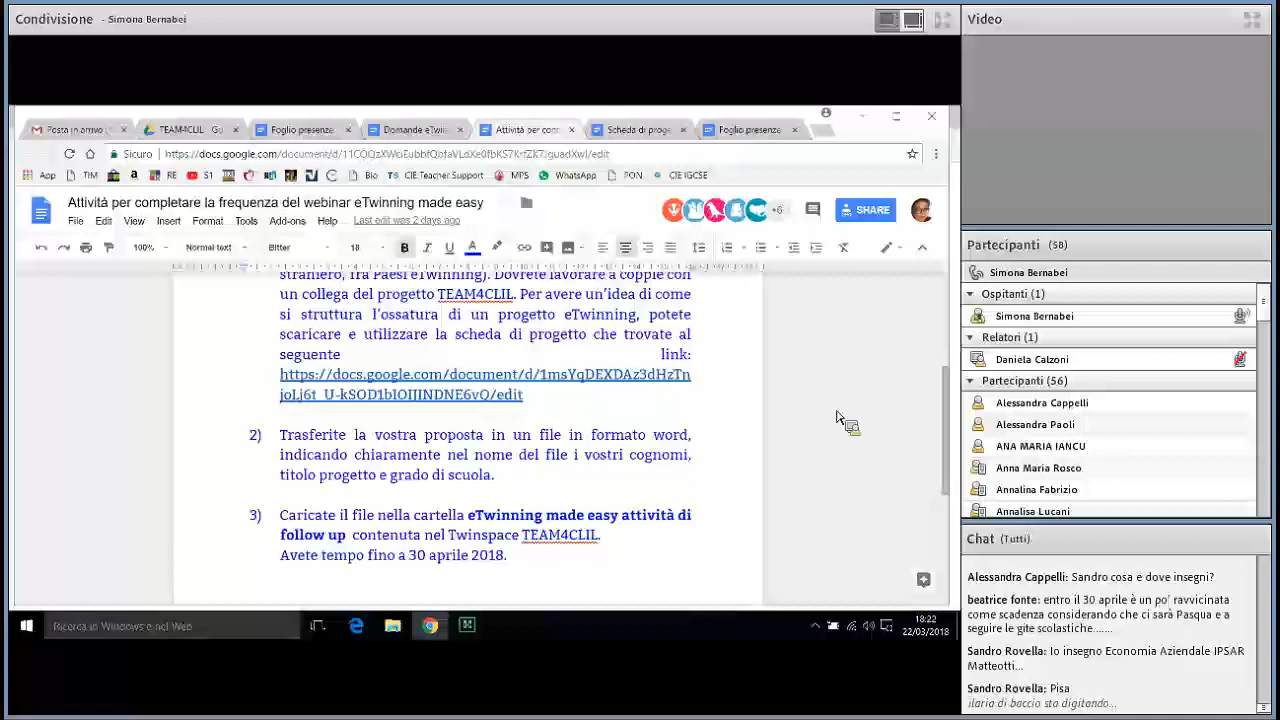 Condivisione - Simona Bernabei
Posta in arrivo
TEAM4CLIL Go
Foglio presenze
Domande eTwin
Attività per com
Scheda di proge
Foglio presenze
Sicuro
App TIM RE S1 Bio CIE Teacher Support MPS WhatsApp PON CIE IGCSE
Attività per completare la frequenza del webinar eTwinning made easy
File Edit View Insert Format Tools Add-ons Help Last edit was 2 days ago
+6
SHARE
100% Normal text Bitter 18 B I U A
straniero, fra Paesi eTwinning). Dovrete lavorare a coppie con
un collega del progetto TEAM4CLIL. Per avere un'idea di come
si struttura l'ossatura di un progetto eTwinning, potete
scaricare e utilizzare la scheda di progetto che trovate al
seguente link:
https://docs.google.com/document/d/1msYqDEXDAz3dHzTn
2) Trasferite la vostra proposta in un file in formato word,
indicando chiaramente nel nome del file i vostri cognomi,
titolo progetto e grado di scuola.
3) Caricate il file nella cartella eTwinning made easy attività di
follow up contenuta nel Twinspace TEAM4CLIL.
Avete tempo fino a 30 aprile 2018.
Ricerca in Windows e nel Web
18:22
22/03/2018
Video
Partecipanti (58)
Simona Bernabei
Ospitanti (1)
Simona Bernabei
Relatori (1)
Daniela Calzoni
Partecipanti (56)
Alessandra Cappelli
Alessandra Paoli
ANA MARIA IANCU
Anna Maria Rosco
Annalina Fabrizio
Annalisa Lucani
Chat (Tutti)
Alessandra Cappelli: Sandro cosa e dove insegni?
beatrice fonte: entro il 30 aprile è un po' ravvicinata
come scadenza considerando che ci sarà Pasqua e a
seguire le gite scolastiche.......
Sandro Rovella: Io insegno Economia Aziendale IPSAR
Matteotti...
Sandro Rovella: Pisa
ilaria di baccio sta digitando...